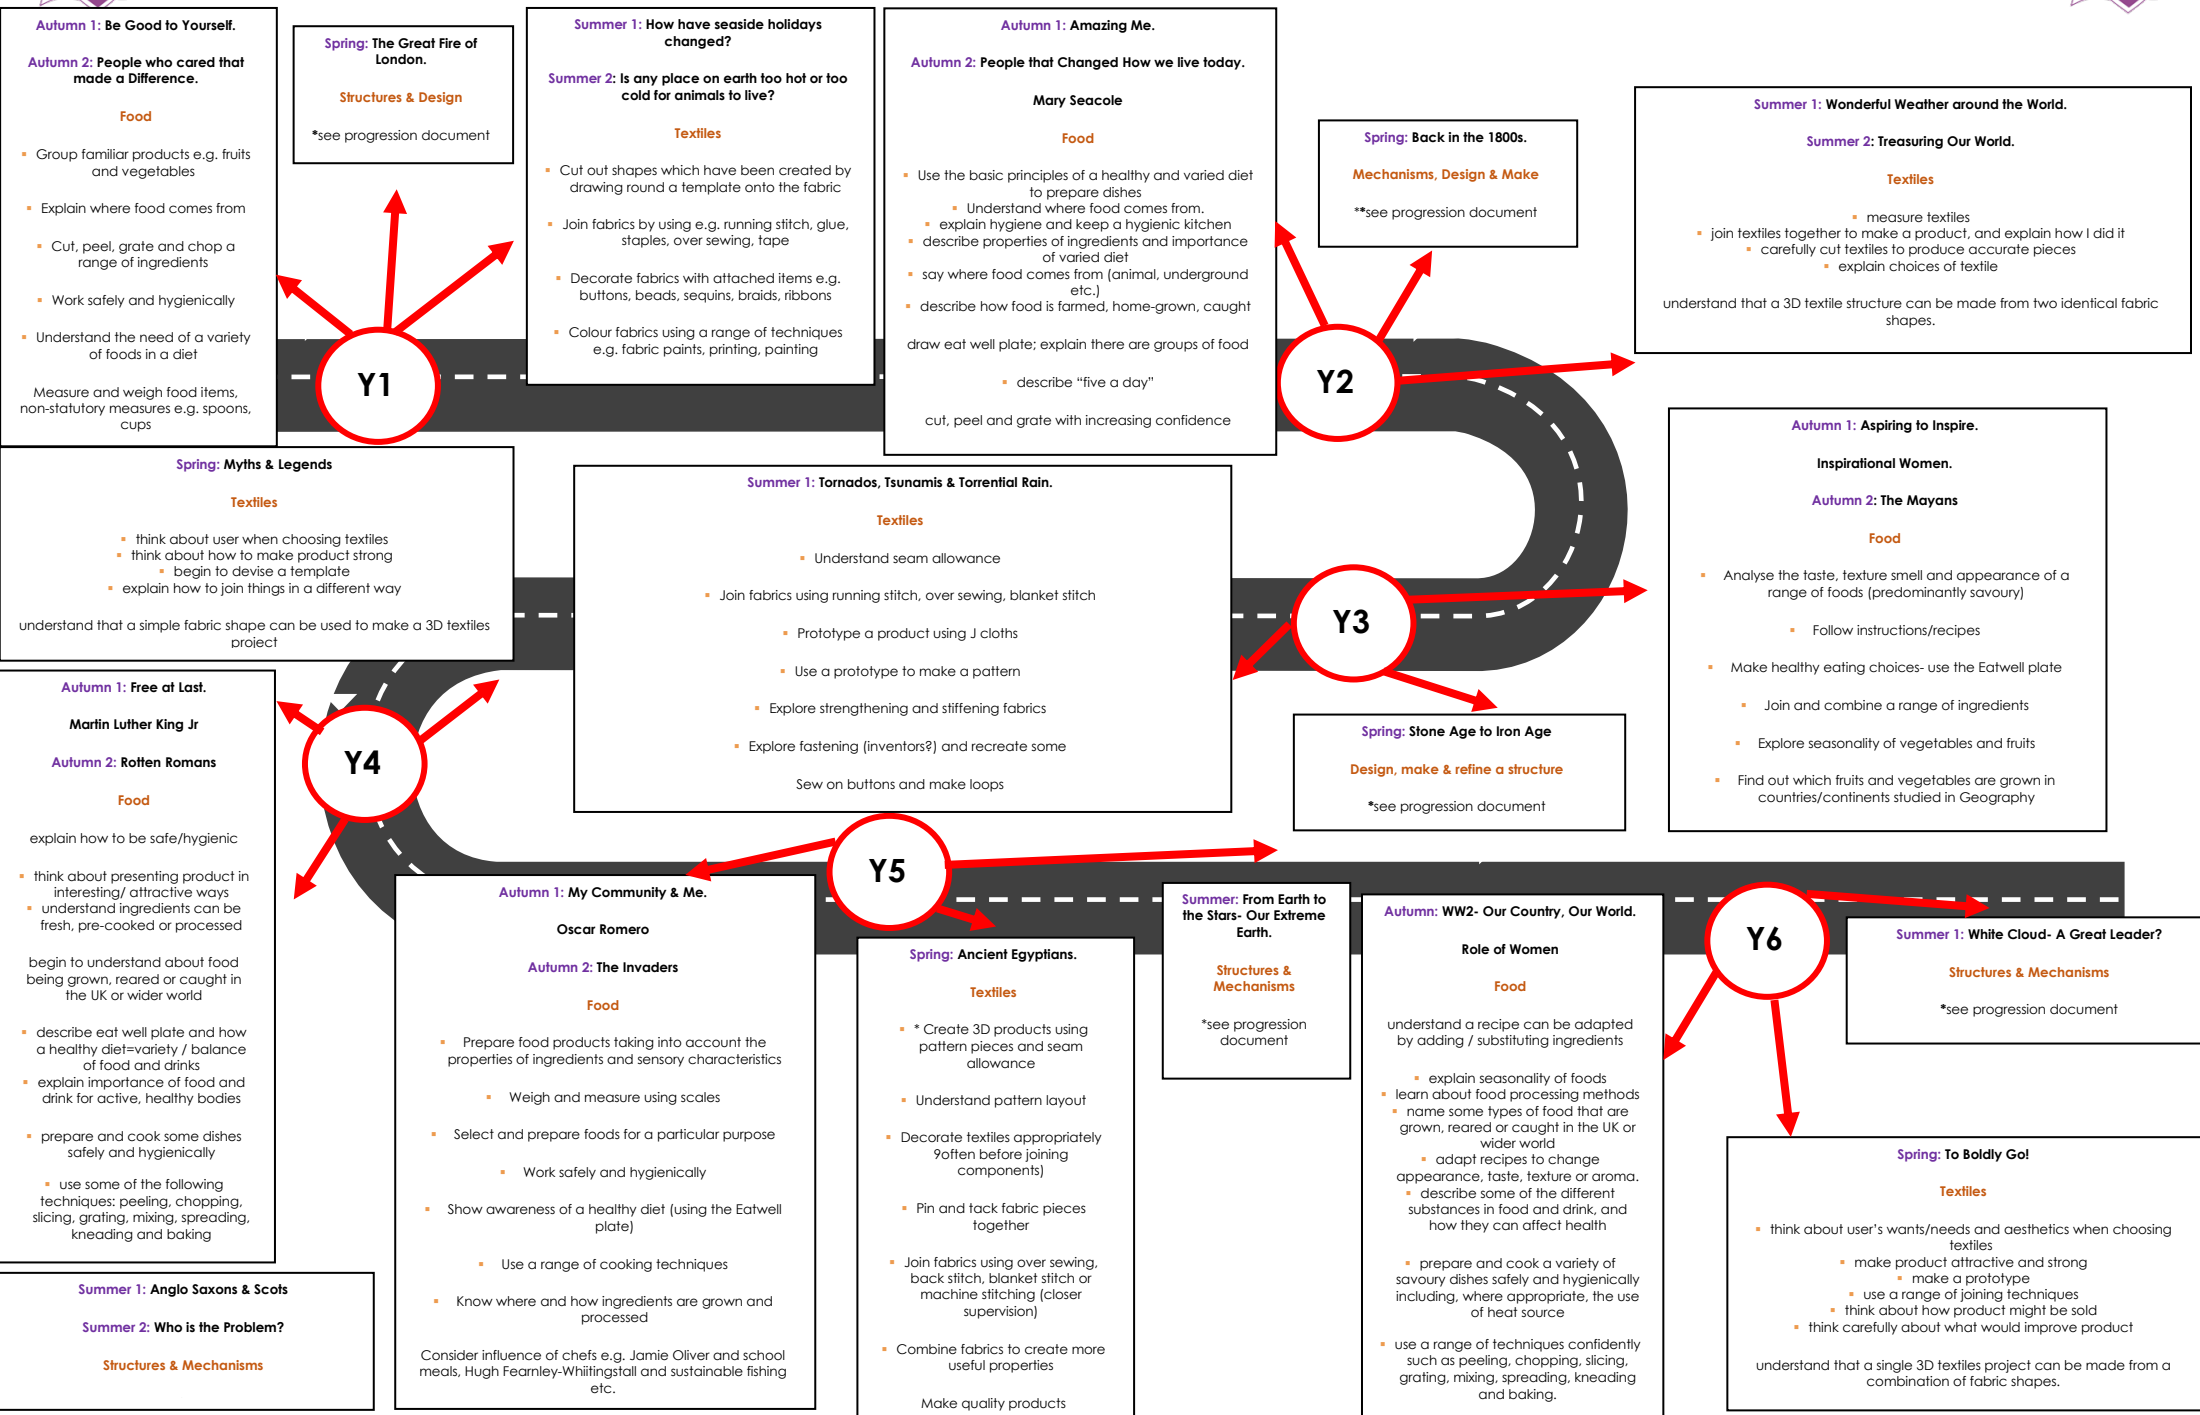 Autumn 1: Be Good to Yourself.
Autumn 2: People who cared that
made a Difference.
Food
▪ Group familiar products e.g. fruits
and vegetables
▪ Explain where food comes from
▪ Cut, peel, grate and chop a
range of ingredients
▪ Work safely and hygienically
▪ Understand the need of a variety
of foods in a diet
Measure and weigh food items,
non-statutory measures e.g. spoons,
cups
Spring: The Great Fire of
London.
Structures & Design
*see progression document
Summer 1: How have seaside holidays
changed?
Summer 2: Is any place on earth too hot or too
cold for animals to live?
Textiles
▪ Cut out shapes which have been created by
drawing round a template onto the fabric
▪ Join fabrics by using e.g. running stitch, glue,
staples, over sewing, tape
▪ Decorate fabrics with attached items e.g.
buttons, beads, sequins, braids, ribbons
▪ Colour fabrics using a range of techniques
e.g. fabric paints, printing, painting
Y1
Autumn 1: Amazing Me.
Autumn 2: People that Changed How we live today.
Mary Seacole
Food
▪ Use the basic principles of a healthy and varied diet
to prepare dishes
▪ Understand where food comes from.
▪ explain hygiene and keep a hygienic kitchen
▪ describe properties of ingredients and importance
of varied diet
▪ say where food comes from (animal, underground
etc.)
▪ describe how food is farmed, home-grown, caught
draw eat well plate; explain there are groups of food
▪ describe “five a day”
cut, peel and grate with increasing confidence
Spring: Back in the 1800s.
Mechanisms, Design & Make
**see progression document
Summer 1: Wonderful Weather around the World.
Summer 2: Treasuring Our World.
Textiles
▪ measure textiles
▪ join textiles together to make a product, and explain how I did it
▪ carefully cut textiles to produce accurate pieces
▪ explain choices of textile
understand that a 3D textile structure can be made from two identical fabric
shapes.
Y2
Autumn 1: Aspiring to Inspire.
Inspirational Women.
Autumn 2: The Mayans
Food
▪ Analyse the taste, texture smell and appearance of a
range of foods (predominantly savoury)
▪ Follow instructions/recipes
▪ Make healthy eating choices- use the Eatwell plate
▪ Join and combine a range of ingredients
▪ Explore seasonality of vegetables and fruits
▪ Find out which fruits and vegetables are grown in
countries/continents studied in Geography
Y3
Spring: Stone Age to Iron Age
Design, make & refine a structure
*see progression document
Summer 1: Tornados, Tsunamis & Torrential Rain.
Textiles
▪ Understand seam allowance
▪ Join fabrics using running stitch, over sewing, blanket stitch
▪ Prototype a product using J cloths
▪ Use a prototype to make a pattern
▪ Explore strengthening and stiffening fabrics
▪ Explore fastening (inventors?) and recreate some
Sew on buttons and make loops
Spring: Myths & Legends
Textiles
▪ think about user when choosing textiles
▪ think about how to make product strong
▪ begin to devise a template
▪ explain how to join things in a different way
understand that a simple fabric shape can be used to make a 3D textiles
project
Y4
Autumn 1: Free at Last.
Martin Luther King Jr
Autumn 2: Rotten Romans
Food
explain how to be safe/hygienic
▪ think about presenting product in
interesting/ attractive ways
▪ understand ingredients can be
fresh, pre-cooked or processed
begin to understand about food
being grown, reared or caught in
the UK or wider world
▪ describe eat well plate and how
a healthy diet=variety / balance
of food and drinks
▪ explain importance of food and
drink for active, healthy bodies
▪ prepare and cook some dishes
safely and hygienically
▪ use some of the following
techniques: peeling, chopping,
slicing, grating, mixing, spreading,
kneading and baking
Summer 1: Anglo Saxons & Scots
Summer 2: Who is the Problem?
Structures & Mechanisms
Y5
Autumn 1: My Community & Me.
Oscar Romero
Autumn 2: The Invaders
Food
▪ Prepare food products taking into account the
properties of ingredients and sensory characteristics
▪ Weigh and measure using scales
▪ Select and prepare foods for a particular purpose
▪ Work safely and hygienically
▪ Show awareness of a healthy diet (using the Eatwell
plate)
▪ Use a range of cooking techniques
▪ Know where and how ingredients are grown and
processed
Consider influence of chefs e.g. Jamie Oliver and school
meals, Hugh Fearnley-Whiitingstall and sustainable fishing
etc.
Spring: Ancient Egyptians.
Textiles
▪ * Create 3D products using
pattern pieces and seam
allowance
▪ Understand pattern layout
▪ Decorate textiles appropriately
9often before joining
components)
▪ Pin and tack fabric pieces
together
▪ Join fabrics using over sewing,
back stitch, blanket stitch or
machine stitching (closer
supervision)
▪ Combine fabrics to create more
useful properties
Make quality products
Summer: From Earth to
the Stars- Our Extreme
Earth.
Structures &
Mechanisms
*see progression
document
Autumn: WW2- Our Country, Our World.
Role of Women
Food
understand a recipe can be adapted
by adding / substituting ingredients
▪ explain seasonality of foods
▪ learn about food processing methods
▪ name some types of food that are
grown, reared or caught in the UK or
wider world
▪ adapt recipes to change
appearance, taste, texture or aroma.
▪ describe some of the different
substances in food and drink, and
how they can affect health
▪ prepare and cook a variety of
savoury dishes safely and hygienically
including, where appropriate, the use
of heat source
▪ use a range of techniques confidently
such as peeling, chopping, slicing,
grating, mixing, spreading, kneading
and baking.
Y6
Summer 1: White Cloud- A Great Leader?
Structures & Mechanisms
*see progression document
Spring: To Boldly Go!
Textiles
▪ think about user’s wants/needs and aesthetics when choosing
textiles
▪ make product attractive and strong
▪ make a prototype
▪ use a range of joining techniques
▪ think about how product might be sold
▪ think carefully about what would improve product
understand that a single 3D textiles project can be made from a
combination of fabric shapes.